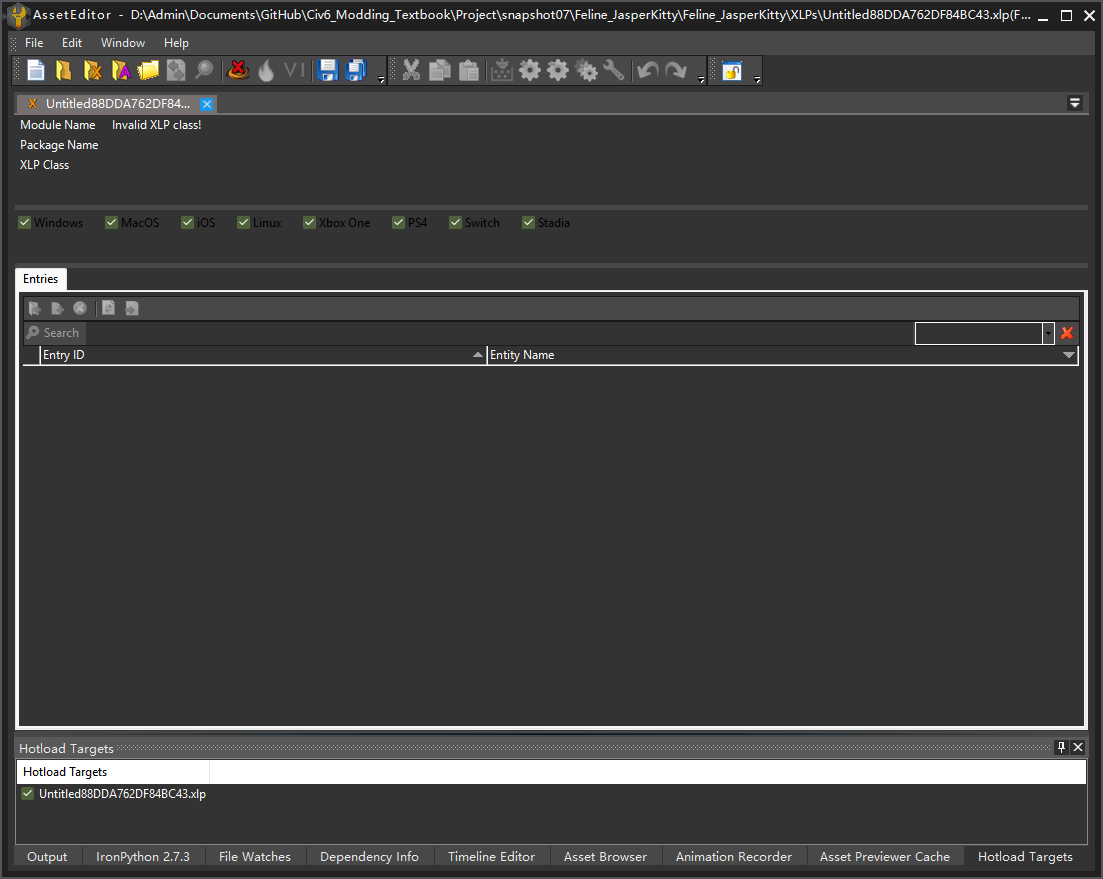 AssetEditor - D:\Admin\Documents\GitHub\Civ6_Modding_Textbook\Project\snapshot07\Feline_JasperKitty\Feline_JasperKitty\XLPs\Untitled88DDA762DF84BC43.xlp(F...
File Edit Window Help
VI
Untitled88DDA762DF84...
Module Name Invalid XLP class!
Package Name
XLP Class
Windows MacOS iOS Linux Xbox One PS4 Switch Stadia
Entries
Search
Entry ID Entity Name
Hotload Targets
Hotload Targets
Untitled88DDA762DF84BC43.xlp
Output IronPython 2.7.3 File Watches Dependency Info Timeline Editor Asset Browser Animation Recorder Asset Previewer Cache Hotload Targets